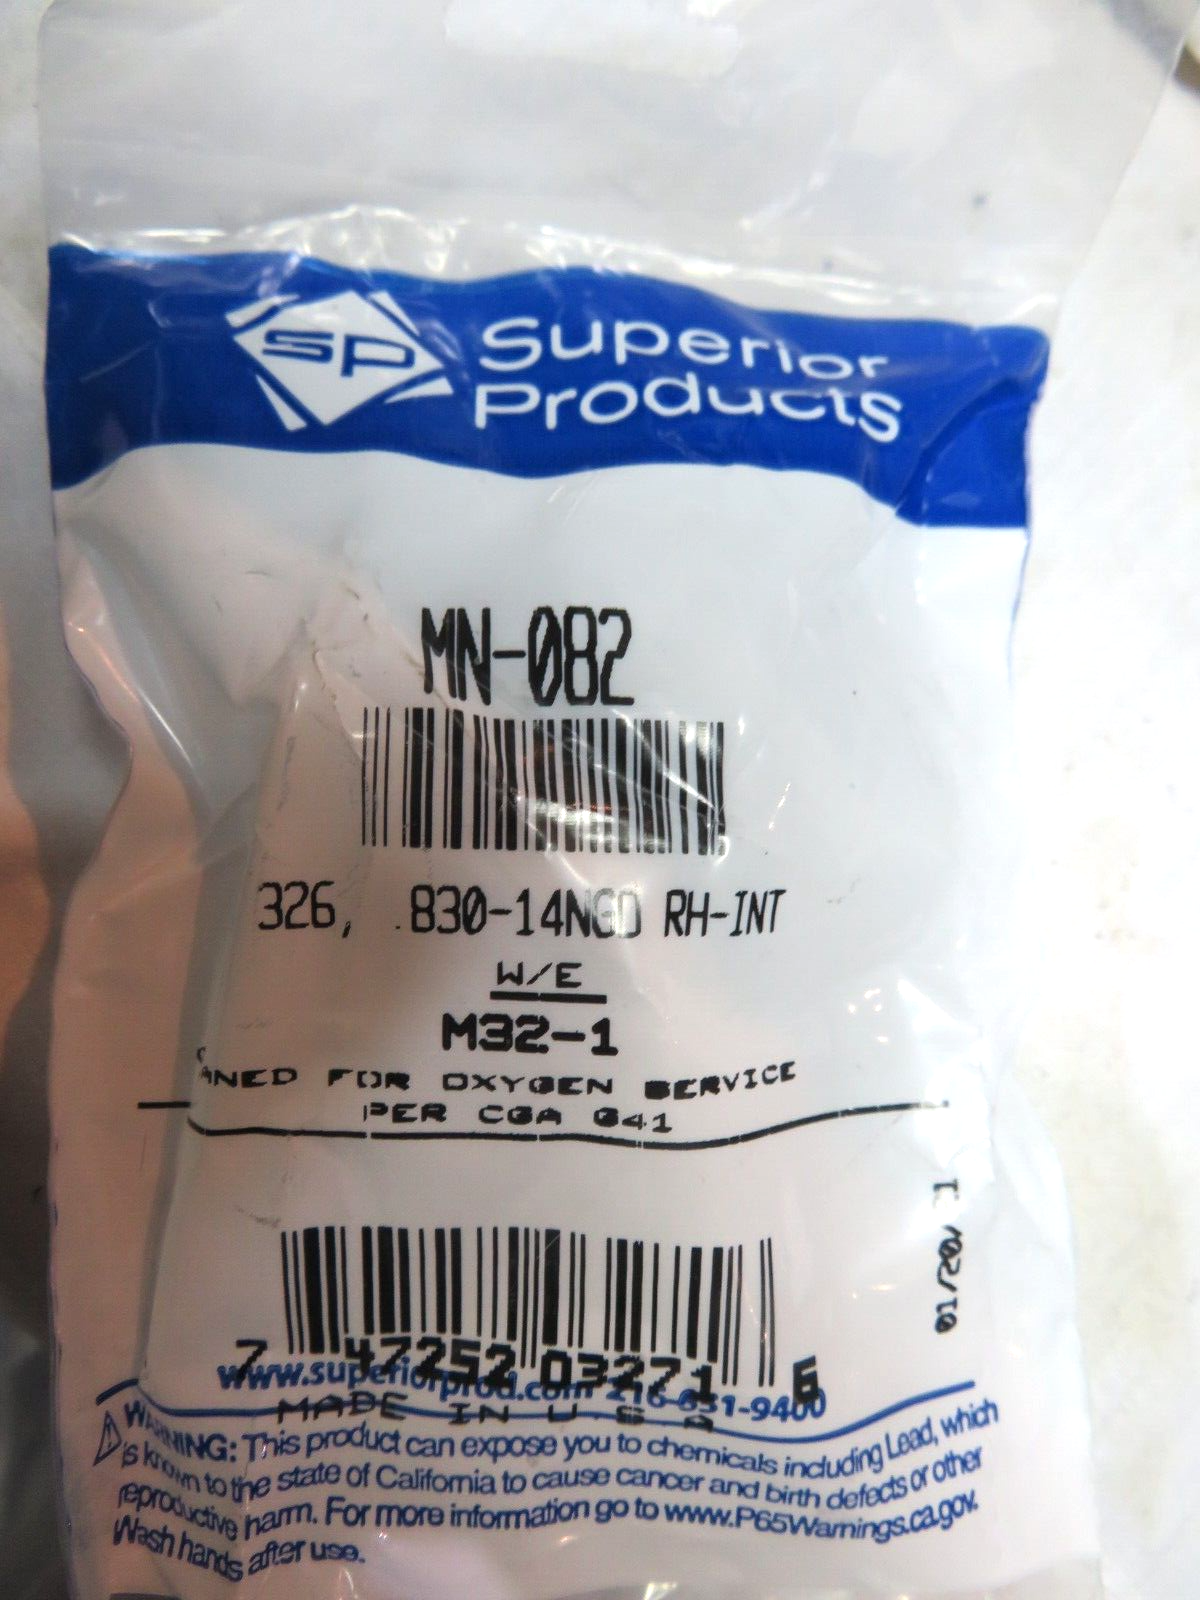 SP Superior
Products
MN-082
326, .830-14NGO RH-INT
W/E
M32-1
ANED FOR OXYGEN SERVICE
PER CGA G41
01/20/
7 47252 03271 6
www.superiorprod.com 216-651-9400
MADE IN U.S.A
WARNING: This product can expose you to chemicals including Lead, which
is known to the state of California to cause cancer and birth defects or other
reproductive harm. For more information go to www.P65Warnings.ca.gov.
Wash hands after use.